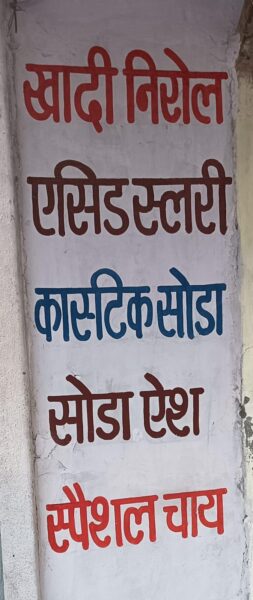 खादी निरोल
एसिड स्लरी
कास्टिक सोडा
सोडा ऐश
स्पैशल चाय